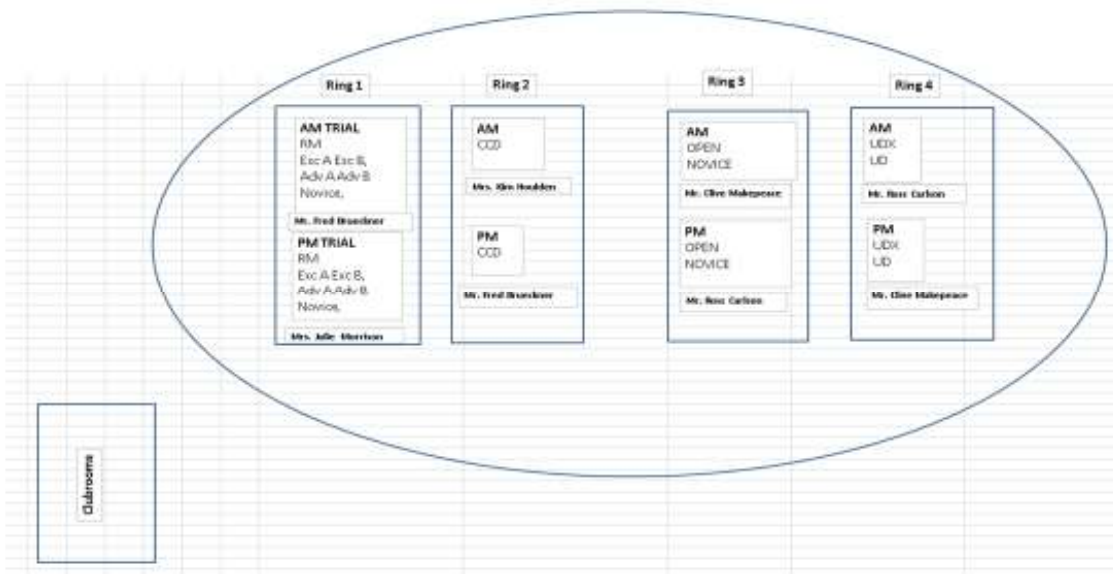 Ring 1
AM TRIAL
RM
Exc A Exc B,
Adv A Adv B
Novice,
Mr. Fred Brueckner
PM TRIAL
RM
Exc A Exc B,
Adv A Adv B
Novice,
Mrs. Julie Morrison
Ring 2
AM
CCD
Mrs. Kim Houlden
PM
CCD
Mr. Fred Brueckner
Ring 3
AM
OPEN
NOVICE
Mr. Clive Makepeace
PM
OPEN
NOVICE
Mr. Ross Carlson
Ring 4
AM
UDX
UD
Mr. Ross Carlson
PM
UDX
UD
Mr. Clive Makepeace
Clubrooms